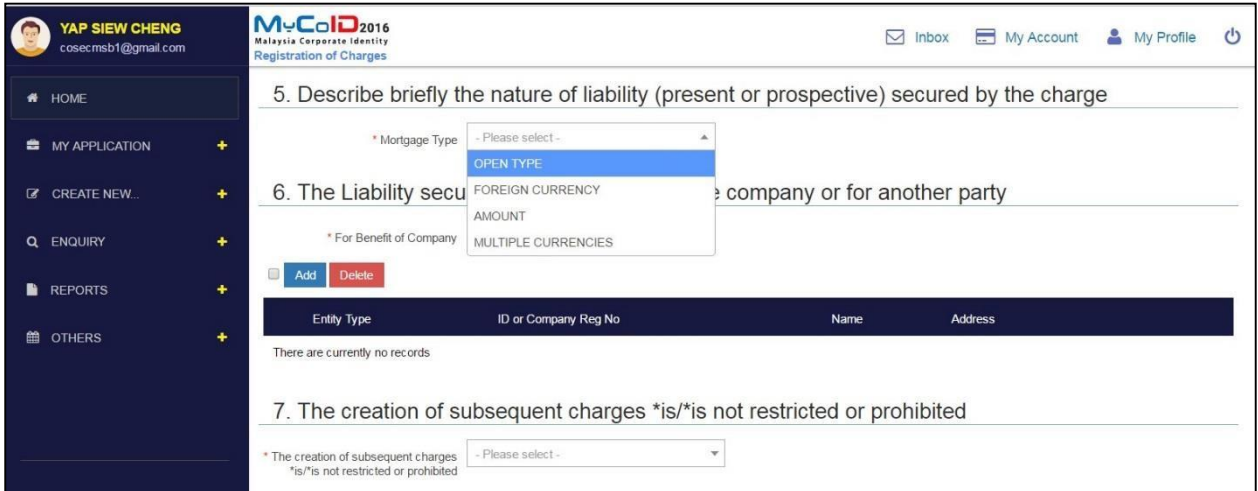 YAP SIEW CHENG
cosecmsb1@gmail.com
MyCoID2016
Malaysia Corporate Identity
Registration of Charges
Inbox
My Account
My Profile
HOME
MY APPLICATION
CREATE NEW...
ENQUIRY
REPORTS
OTHERS
5. Describe briefly the nature of liability (present or prospective) secured by the charge
* Mortgage Type
- Please select -
OPEN TYPE
FOREIGN CURRENCY
AMOUNT
MULTIPLE CURRENCIES
6. The Liability secu
company or for another party
* For Benefit of Company
Add Delete
Entity Type ID or Company Reg No Name Address
There are currently no records
7. The creation of subsequent charges *is/*is not restricted or prohibited
* The creation of subsequent charges
*is/*is not restricted or prohibited
- Please select -